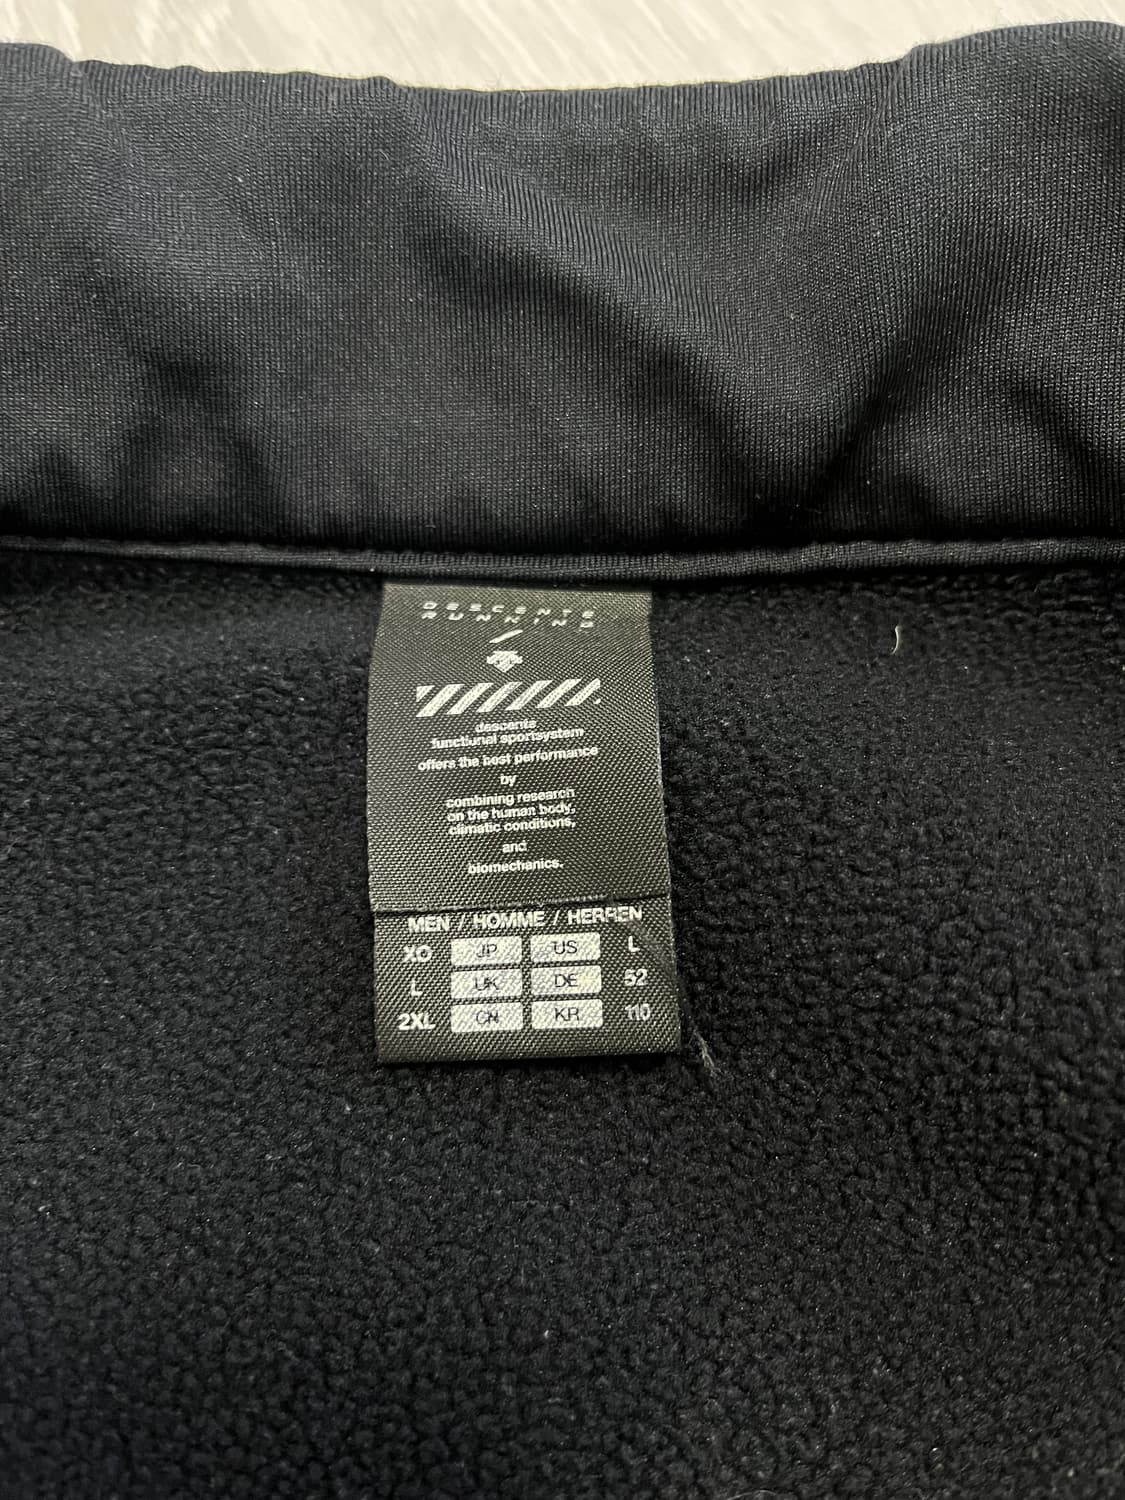 DESCENTE
RUNNING
descente
functional sportsystem
offers the best performance
by
combining research
on the human body,
climatic conditions,
and
biomechanics.
MEN / HOMME / HERREN
XO JP US L
L UK DE 52
2XL CN KR 110